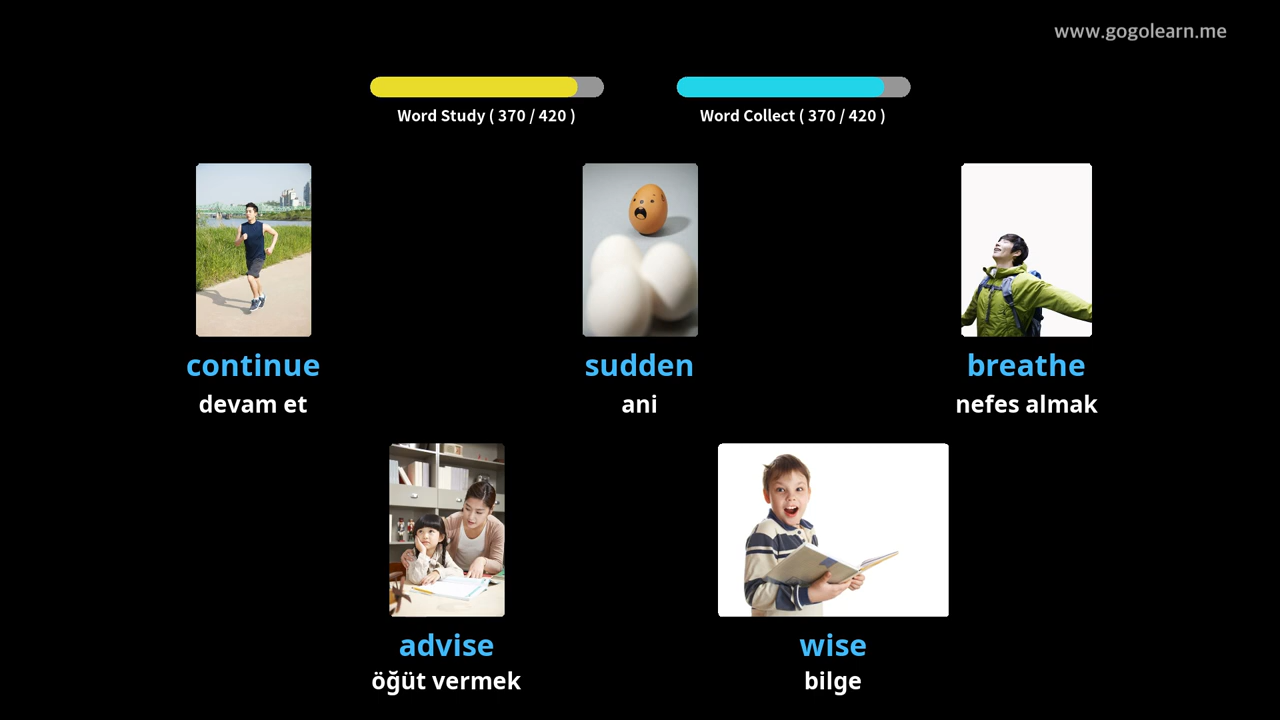 www.gogolearn.me
Word Study ( 370 / 420 )
Word Collect ( 370 / 420 )
continue
devam et
sudden
ani
breathe
nefes almak
advise
öğüt vermek
wise
bilge